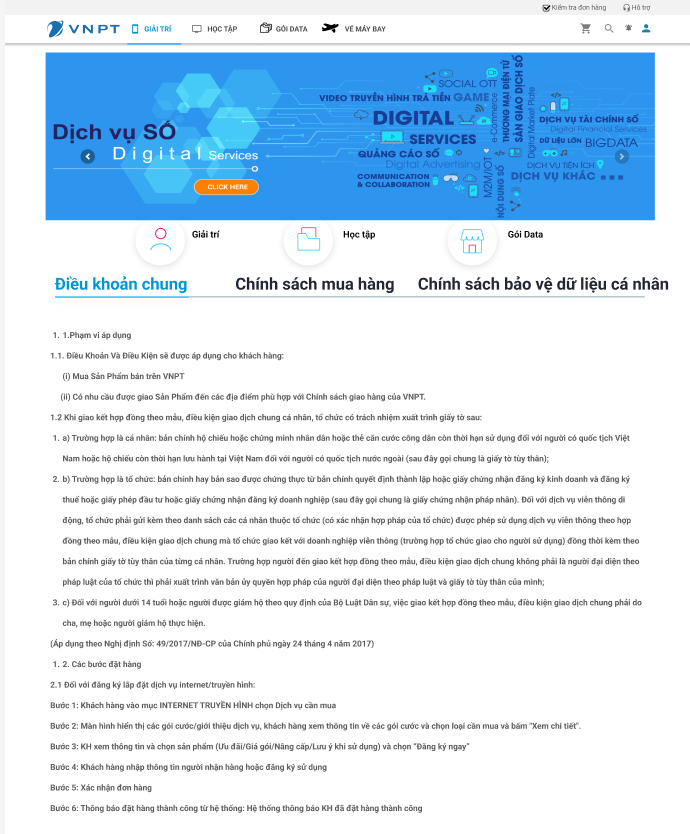 Kiểm tra đơn hàng Hỗ trợ
VNPT GIẢI TRÍ HỌC TẬP GÓI DATA VÉ MÁY BAY
Dịch vụ SỐ
Digital Services
CLICK HERE
SOCIAL OTT
VIDEO TRUYỀN HÌNH TRẢ TIỀN GAME
DIGITAL
SERVICES
QUẢNG CÁO SỐ
Digital Advertising
COMMUNICATION
& COLLABORATION
M2M/IOT
e-Commerce
NỘI DUNG SỐ
THƯƠNG MẠI ĐIỆN TỬ
SÀN GIAO DỊCH SỐ
Digital Market Place
DỊCH VỤ TÀI CHÍNH SỐ
Digital Financial Services
DỮ LIỆU LỚN BIGDATA
DỊCH VỤ TIỆN ÍCH
DỊCH VỤ KHÁC
Giải trí Học tập Gói Data
Điều khoản chung Chính sách mua hàng Chính sách bảo vệ dữ liệu cá nhân
1. 1.Phạm vi áp dụng
1.1. Điều Khoản Và Điều Kiện sẽ được áp dụng cho khách hàng:
(i) Mua Sản Phẩm bán trên VNPT
(ii) Có nhu cầu được giao Sản Phẩm đến các địa điểm phù hợp với Chính sách giao hàng của VNPT.
1.2 Khi giao kết hợp đồng theo mẫu, điều kiện giao dịch chung cá nhân, tổ chức có trách nhiệm xuất trình giấy tờ sau:
1. a) Trường hợp là cá nhân: bản chính hộ chiếu hoặc chứng minh nhân dân hoặc thẻ căn cước công dân còn thời hạn sử dụng đối với người có quốc tịch Việt
Nam hoặc hộ chiếu còn thời hạn lưu hành tại Việt Nam đối với người có quốc tịch nước ngoài (sau đây gọi chung là giấy tờ tùy thân);
2. b) Trường hợp là tổ chức: bản chính hay bản sao được chứng thực từ bản chính quyết định thành lập hoặc giấy chứng nhận đăng ký kinh doanh và đăng ký
thuế hoặc giấy phép đầu tư hoặc giấy chứng nhận đăng ký doanh nghiệp (sau đây gọi chung là giấy chứng nhận pháp nhân). Đối với dịch vụ viễn thông di
động, tổ chức phải gửi kèm theo danh sách các cá nhân thuộc tổ chức (có xác nhận hợp pháp của tổ chức) được phép sử dụng dịch vụ viễn thông theo hợp
đồng theo mẫu, điều kiện giao dịch chung mà tổ chức giao kết với doanh nghiệp viễn thông (trường hợp tổ chức giao cho người sử dụng) đồng thời kèm theo
bản chính giấy tờ tùy thân của từng cá nhân. Trường hợp người đến giao kết hợp đồng theo mẫu, điều kiện giao dịch chung không phải là người đại diện theo
pháp luật của tổ chức thì phải xuất trình văn bản ủy quyền hợp pháp của người đại diện theo pháp luật và giấy tờ tùy thân của mình;
3. c) Đối với người dưới 14 tuổi hoặc người được giám hộ theo quy định của Bộ Luật Dân sự, việc giao kết hợp đồng theo mẫu, điều kiện giao dịch chung phải do
cha, mẹ hoặc người giám hộ thực hiện.
(Áp dụng theo Nghị định Số: 49/2017/NĐ-CP của Chính phủ ngày 24 tháng 4 năm 2017)
1. 2. Các bước đặt hàng
2.1 Đối với đăng ký lắp đặt dịch vụ internet/truyền hình:
Bước 1: Khách hàng vào mục INTERNET TRUYỀN HÌNH chọn Dịch vụ cần mua
Bước 2: Màn hình hiển thị các gói cước/giới thiệu dịch vụ, khách hàng xem thông tin về các gói cước và chọn loại cần mua và bấm "Xem chi tiết".
Bước 3: KH xem thông tin và chọn sản phẩm (Ưu đãi/Giá gói/Nâng cấp/Lưu ý khi sử dụng) và chọn “Đăng ký ngay”
Bước 4: Khách hàng nhập thông tin người nhận hàng hoặc đăng ký sử dụng
Bước 5: Xác nhận đơn hàng
Bước 6: Thông báo đặt hàng thành công từ hệ thống: Hệ thống thông báo KH đã đặt hàng thành công